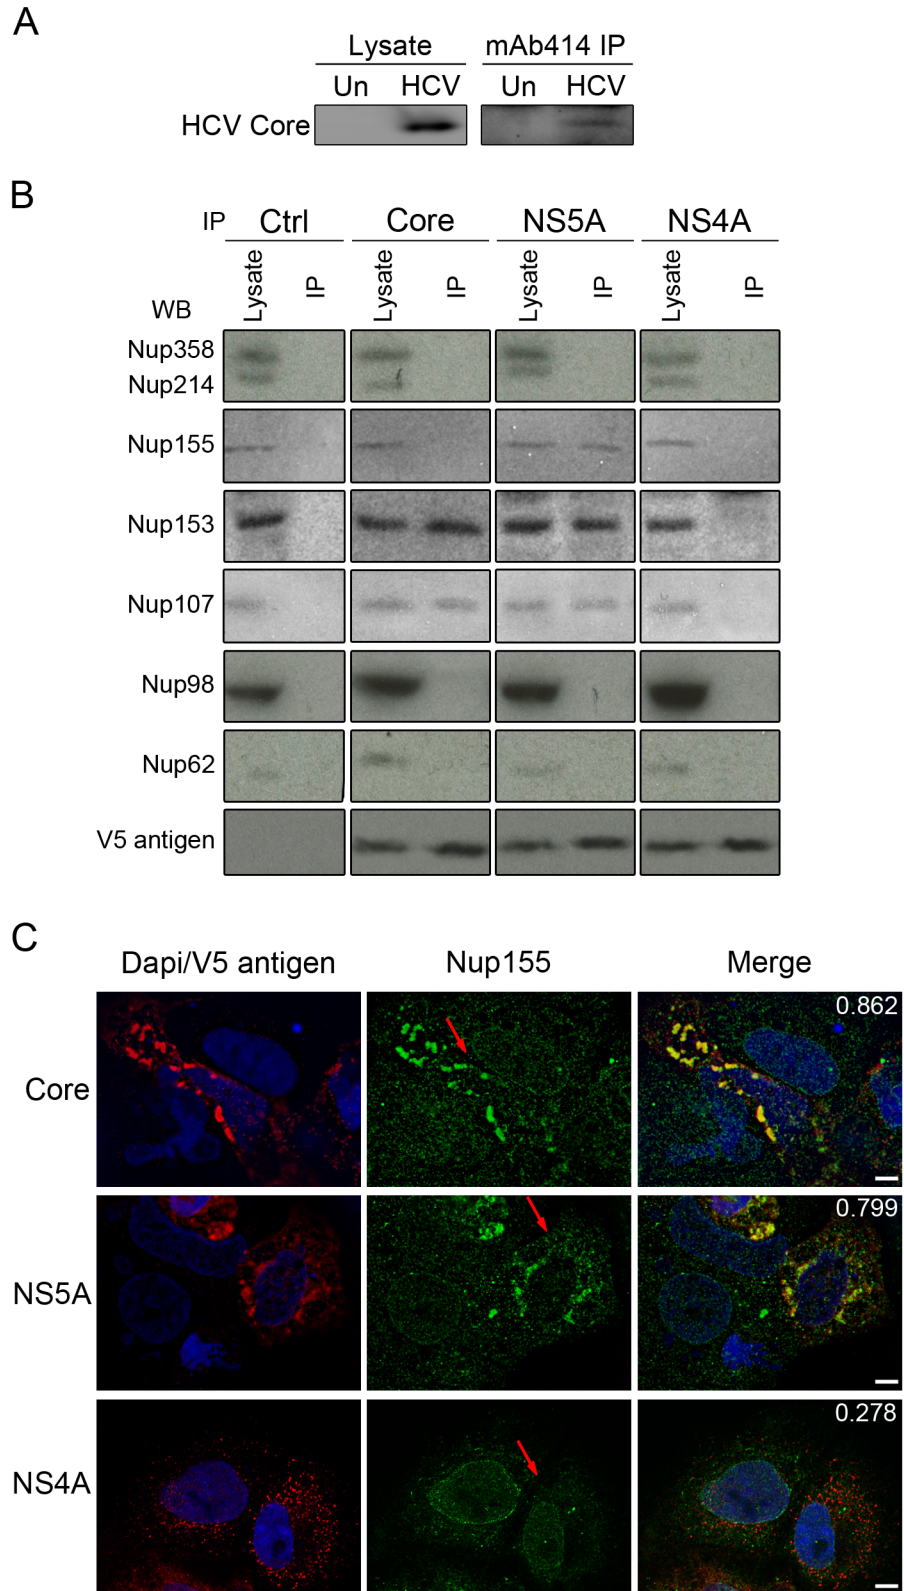 A
Lysate mAb414 IP
Un HCV Un HCV
HCV Core
B
IP Ctrl Core NS5A NS4A
WB Lysate IP Lysate IP Lysate IP Lysate IP
Nup358
Nup214
Nup155
Nup153
Nup107
Nup98
Nup62
V5 antigen
C
Dapi/V5 antigen Nup155 Merge
Core 0.862
NS5A 0.799
NS4A 0.278